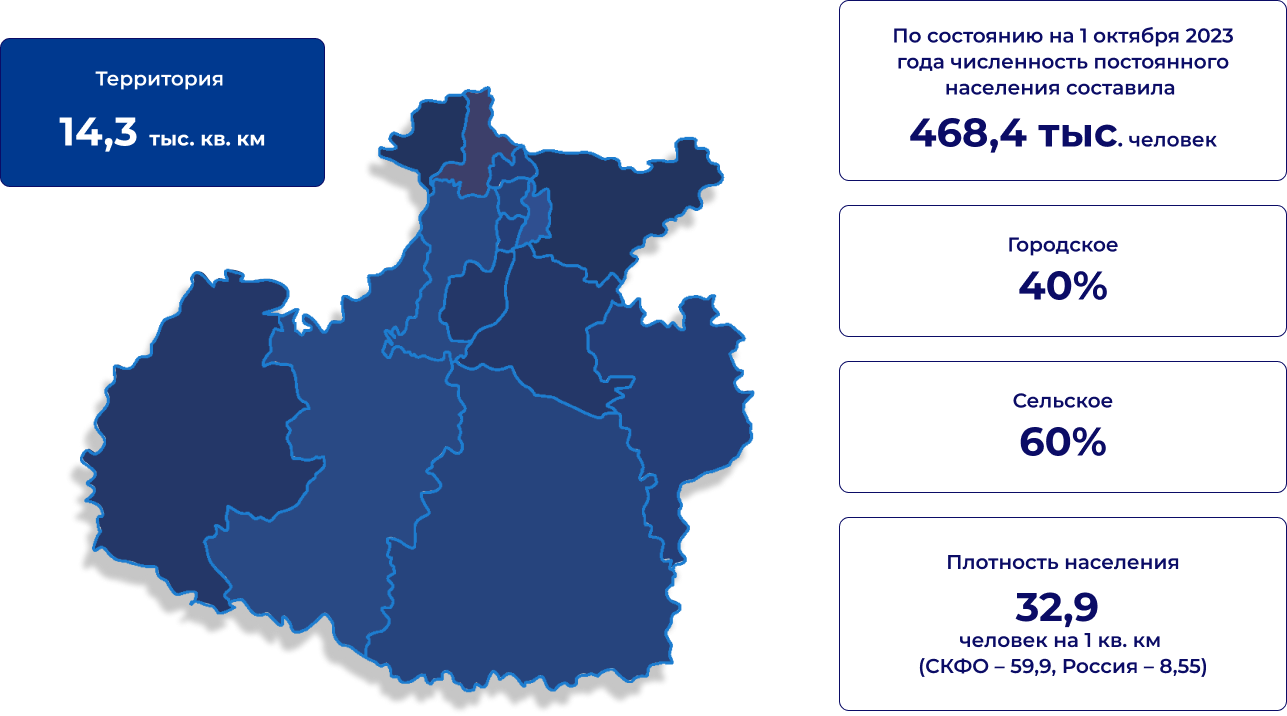 Территория
14,3 тыс. кв. км
По состоянию на 1 октября 2023
года численность постоянного
населения составила
468,4 тыс. человек
Городское
40%
Сельское
60%
Плотность населения
32,9
человек на 1 кв. км
(СКФО – 59,9, Россия – 8,55)